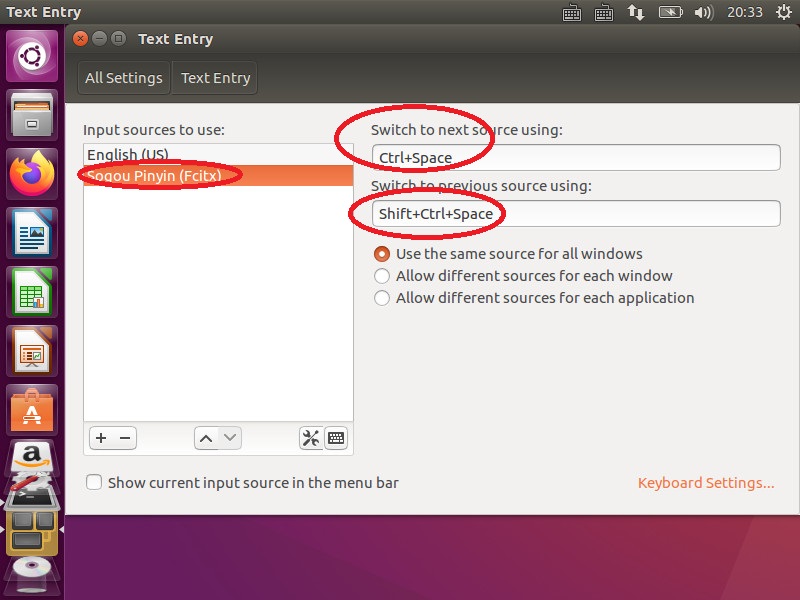 Text Entry
20:33
Text Entry
All Settings
Text Entry
Input sources to use:
English (US)
Sogou Pinyin (Fcitx)
Switch to next source using:
Ctrl+Space
Switch to previous source using:
Shift+Ctrl+Space
Use the same source for all windows
Allow different sources for each window
Allow different sources for each application
Show current input source in the menu bar
Keyboard Settings...